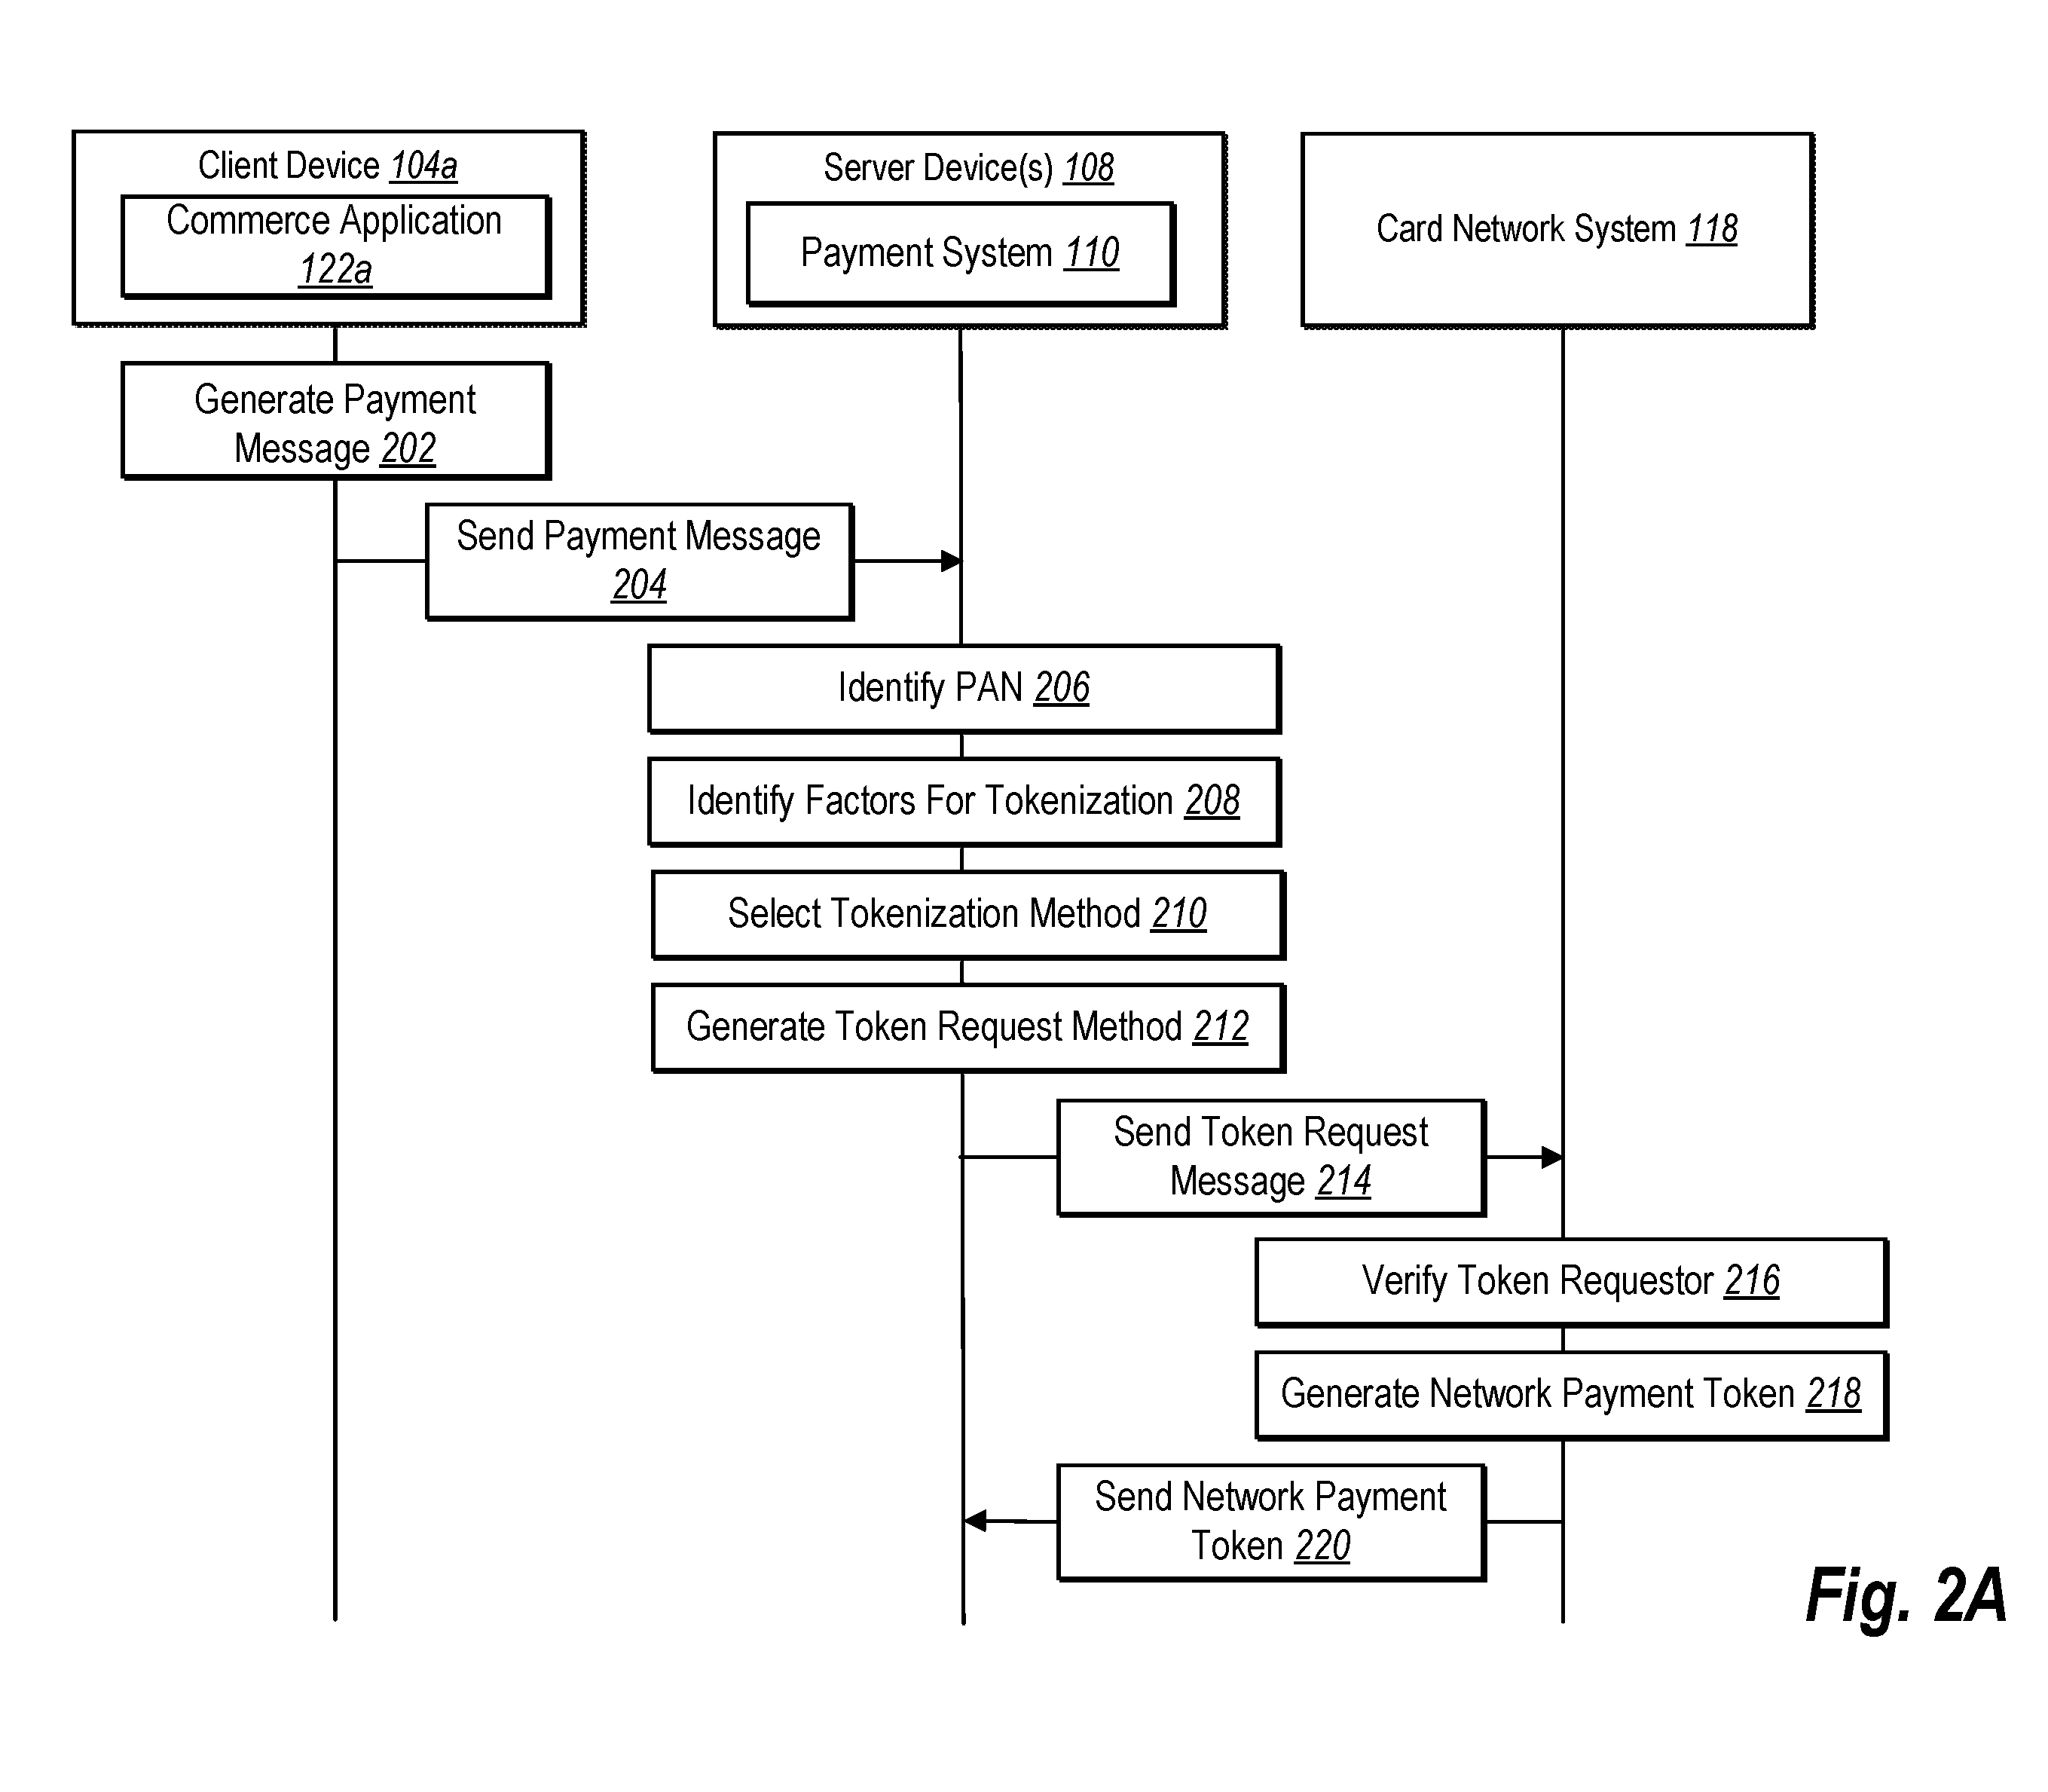 Client Device 104a
Commerce Application
122a
Server Device(s) 108
Payment System 110
Card Network System 118
Generate Payment
Message 202
Send Payment Message
204
Identify PAN 206
Identify Factors For Tokenization 208
Select Tokenization Method 210
Generate Token Request Method 212
Send Token Request
Message 214
Verify Token Requestor 216
Generate Network Payment Token 218
Send Network Payment
Token 220
Fig. 2A